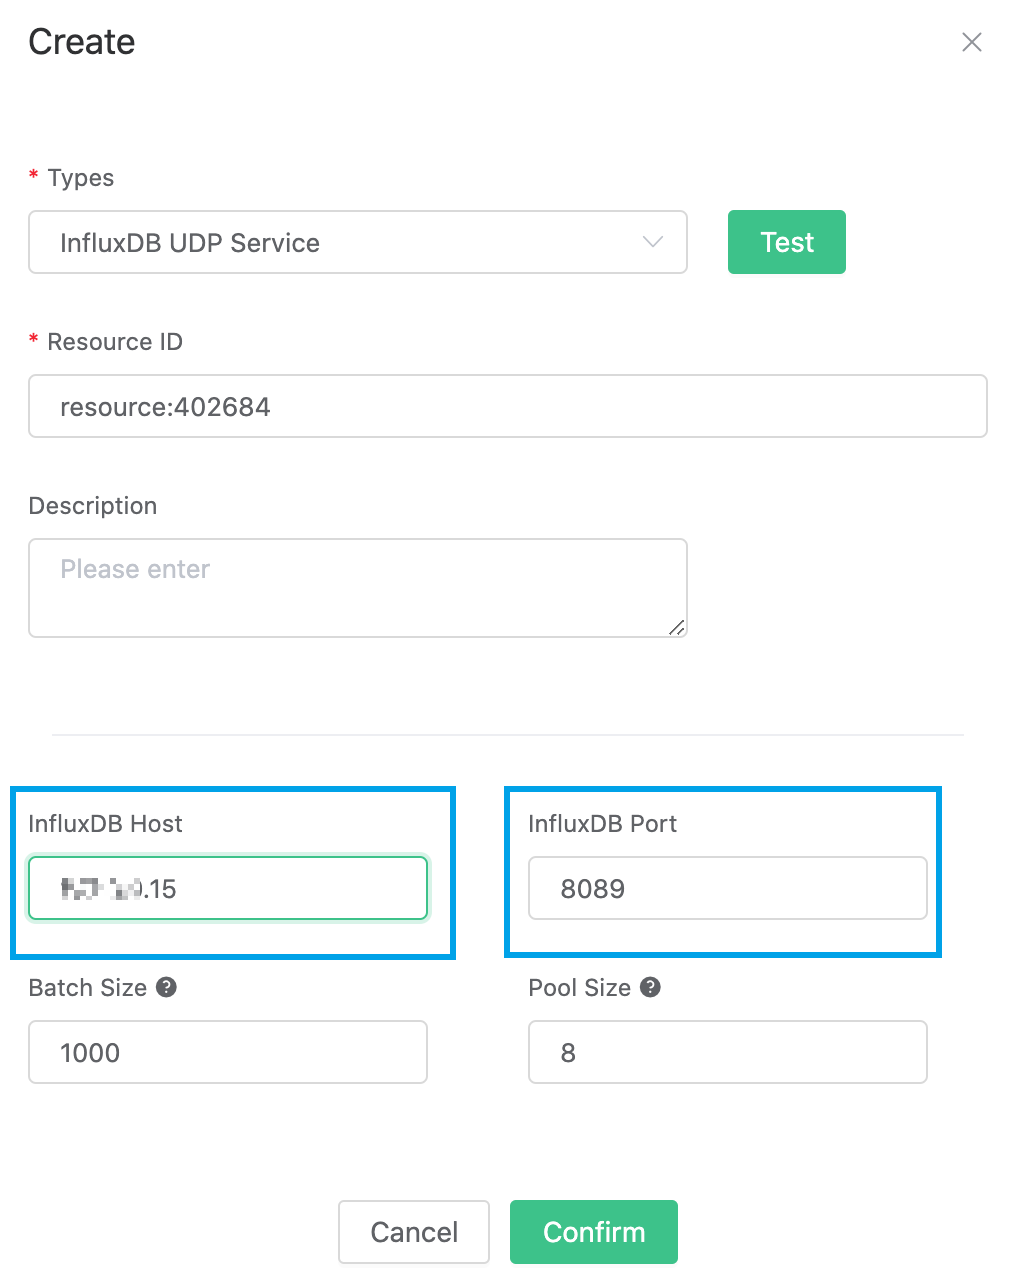 Create
* Types
InfluxDB UDP Service
Test
* Resource ID
resource:402684
Description
Please enter
InfluxDB Host
InfluxDB Port
.15
8089
Batch Size ?
Pool Size ?
1000
8
Cancel
Confirm